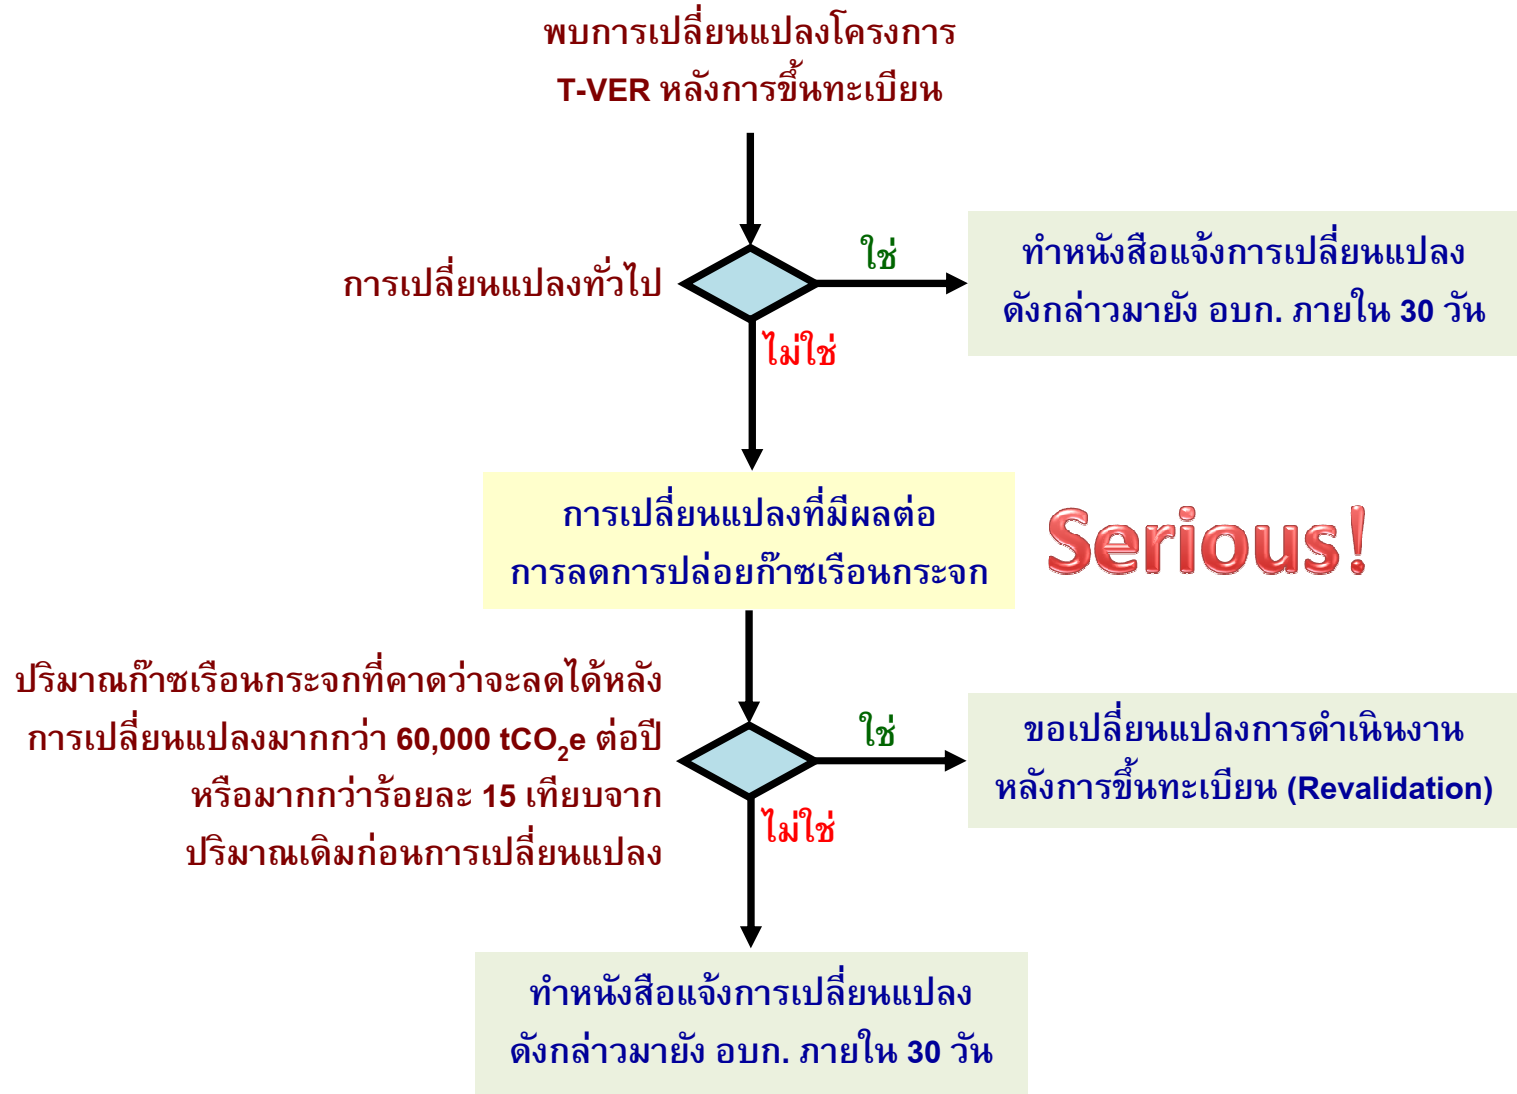 พบการเปลี่ยนแปลงโครงการ
T-VER หลังการขึ้นทะเบียน
การเปลี่ยนแปลงทั่วไป
ใช่
ทำหนังสือแจ้งการเปลี่ยนแปลง
ดังกล่าวมายัง อบก. ภายใน 30 วัน
ไม่ใช่
การเปลี่ยนแปลงที่มีผลต่อ
การลดการปล่อยก๊าซเรือนกระจก
Serious!
ปริมาณก๊าซเรือนกระจกที่คาดว่าจะลดได้หลัง
การเปลี่ยนแปลงมากกว่า 60,000 tCO₂e ต่อปี
หรือมากกว่าร้อยละ 15 เทียบจาก
ปริมาณเดิมก่อนการเปลี่ยนแปลง
ใช่
ขอเปลี่ยนแปลงการดำเนินงาน
หลังการขึ้นทะเบียน (Revalidation)
ไม่ใช่
ทำหนังสือแจ้งการเปลี่ยนแปลง
ดังกล่าวมายัง อบก. ภายใน 30 วัน